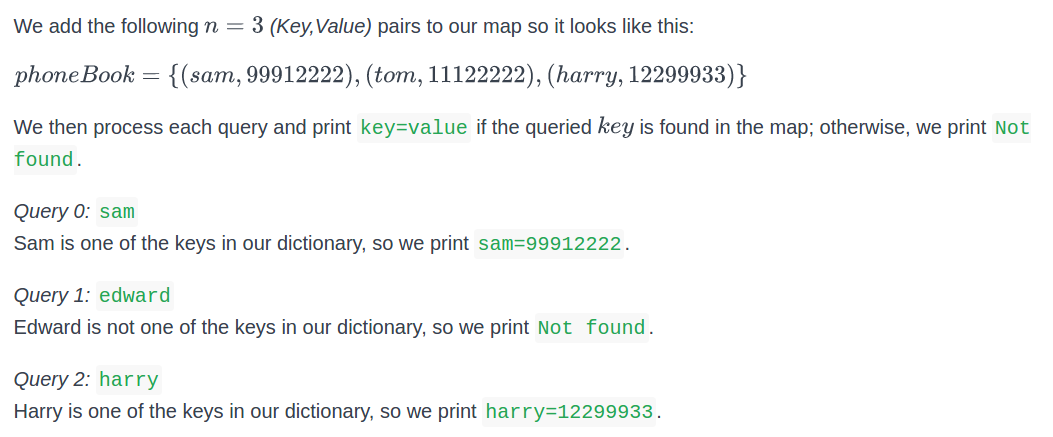 We add the following n = 3 (Key,Value) pairs to our map so it looks like this:
phoneBook = {(sam, 99912222), (tom, 11122222), (harry, 12299933)}
We then process each query and print key=value if the queried key is found in the map; otherwise, we print Not
found.
Query 0: sam
Sam is one of the keys in our dictionary, so we print sam=99912222.
Query 1: edward
Edward is not one of the keys in our dictionary, so we print Not found.
Query 2: harry
Harry is one of the keys in our dictionary, so we print harry=12299933.